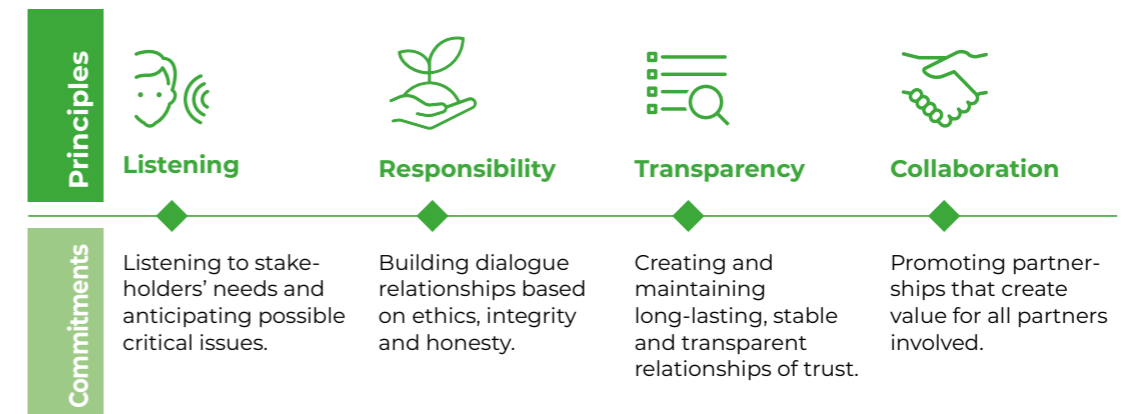 Principles
Listening
Responsibility
Transparency
Collaboration
Commitments
Listening to stake-
holders’ needs and
anticipating possible
critical issues.
Building dialogue
relationships based
on ethics, integrity
and honesty.
Creating and
maintaining
long-lasting, stable
and transparent
relationships of trust.
Promoting partner-
ships that create
value for all partners
involved.